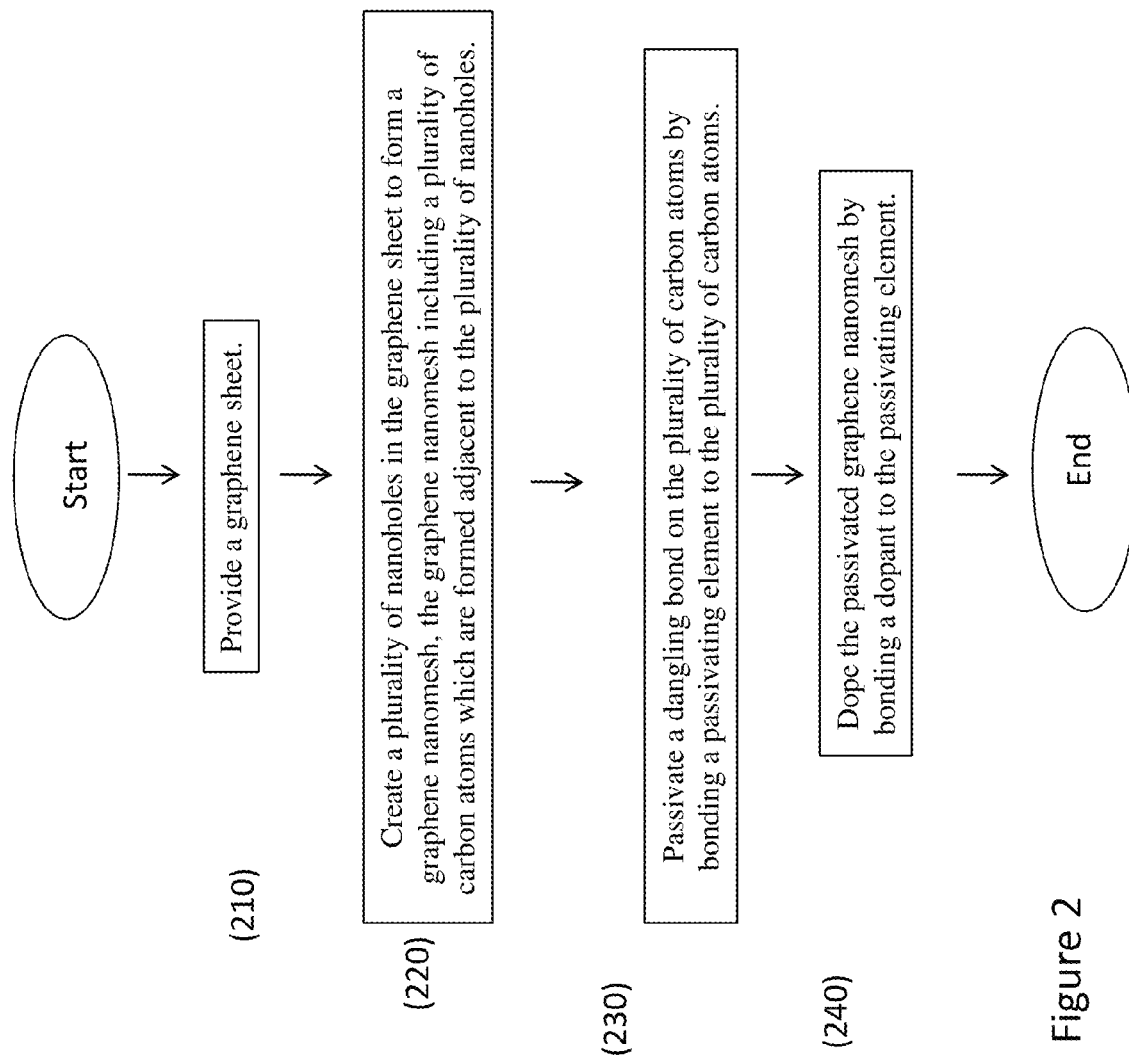 Start
(210)
Provide a graphene sheet.
(220)
Create a plurality of nanoholes in the graphene sheet to form a
graphene nanomesh, the graphene nanomesh including a plurality of
carbon atoms which are formed adjacent to the plurality of nanoholes.
(230)
Passivate a dangling bond on the plurality of carbon atoms by
bonding a passivating element to the plurality of carbon atoms.
(240)
Dope the passivated graphene nanomesh by
bonding a dopant to the passivating element.
End
Figure 2